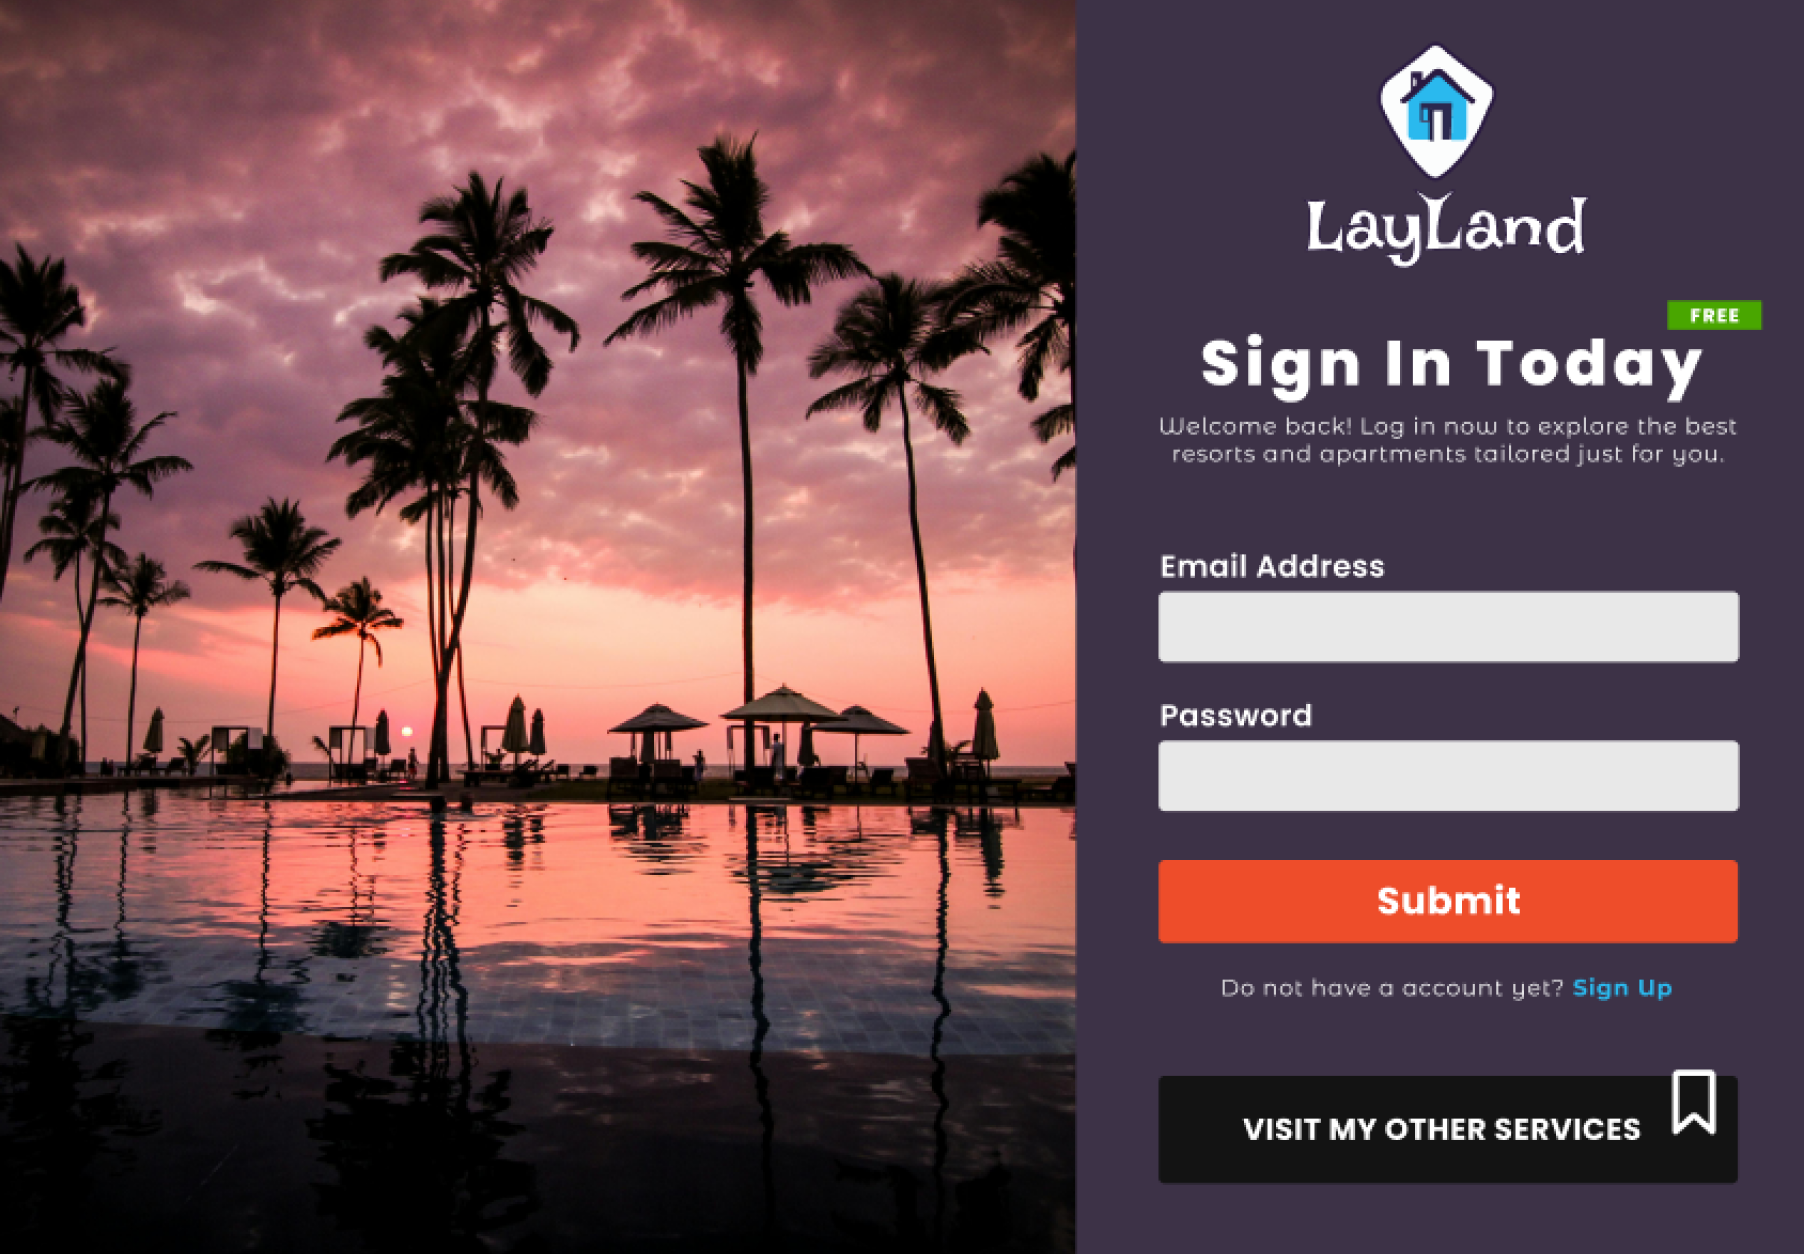 LayLand
FREE
Sign In Today
Welcome back! Log in now to explore the best
resorts and apartments tailored just for you.
Email Address
Password
Submit
Do not have a account yet? Sign Up
VISIT MY OTHER SERVICES